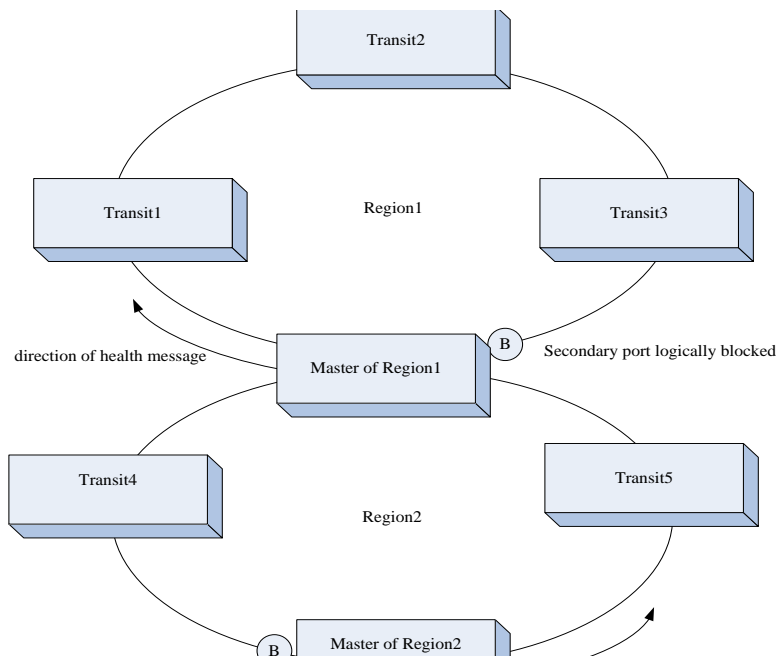 Transit2
Transit1
Region1
Transit3
B
direction of health message
Master of Region1
Secondary port logically blocked
Transit4
Transit5
Region2
B
Master of Region2